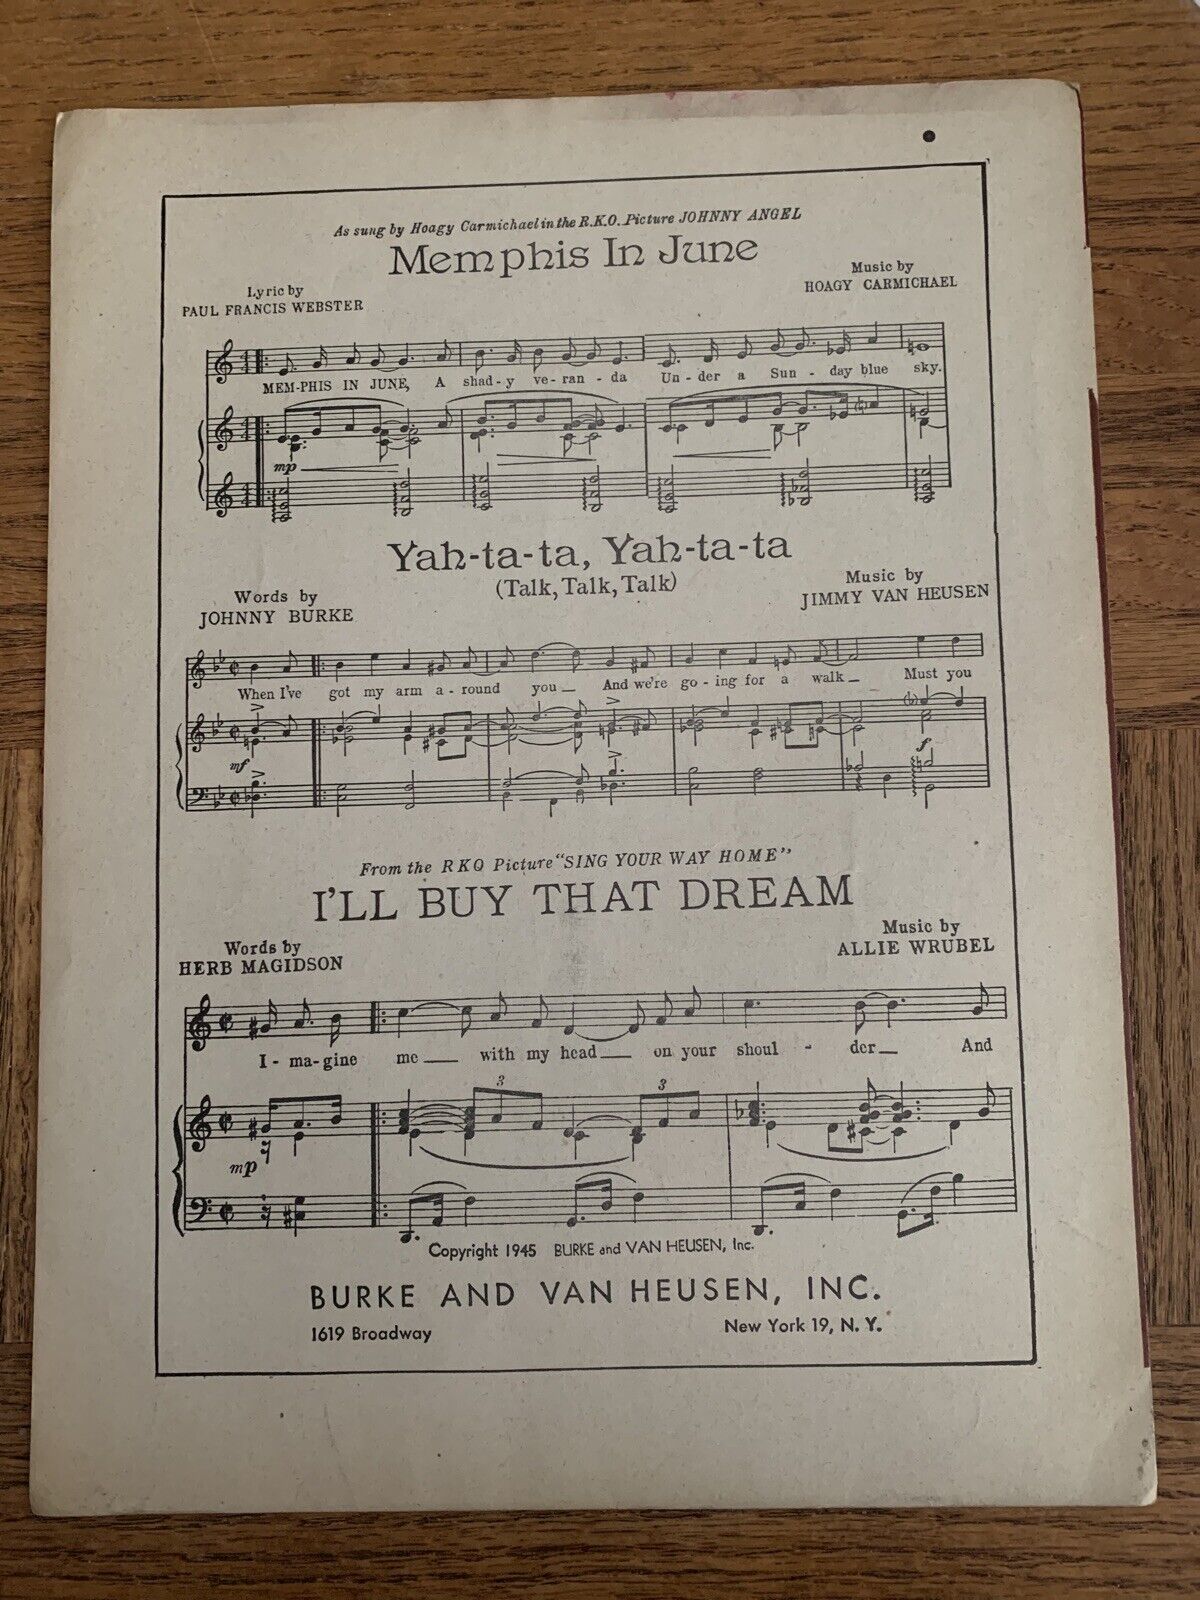 As sung by Hoagy Carmichael in the R.K.O. Picture JOHNNY ANGEL
Memphis In June
Lyric by
PAUL FRANCIS WEBSTER
Music by
HOAGY CARMICHAEL
MEM-PHIS IN JUNE, A shad-y ve-ran-da Un-der a Sun-day blue sky.
mp
Yah-ta-ta, Yah-ta-ta
(Talk, Talk, Talk)
Words by
JOHNNY BURKE
Music by
JIMMY VAN HEUSEN
When I've got my arm a-round you And we're go-ing for a walk Must you
mf
f
From the RKO Picture "SING YOUR WAY HOME"
I'LL BUY THAT DREAM
Words by
HERB MAGIDSON
Music by
ALLIE WRUBEL
I-ma-gine me with my head on your shoul-der And
3 3
mp
Copyright 1945 BURKE and VAN HEUSEN, Inc.
BURKE AND VAN HEUSEN, INC.
1619 Broadway New York 19, N. Y.